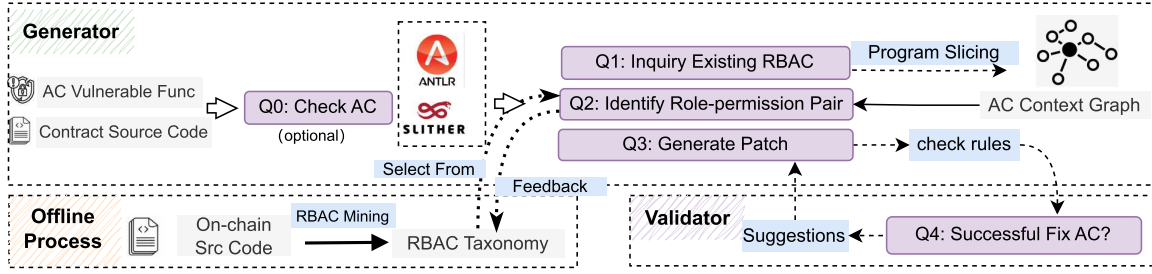 Generator
AC Vulnerable Func
Contract Source Code
Q0: Check AC
(optional)
ANTLR
SLITHER
Q1: Inquiry Existing RBAC
Q2: Identify Role-permission Pair
Q3: Generate Patch
Program Slicing
AC Context Graph
check rules
Select From
Feedback
Offline
Process
On-chain
Src Code
RBAC Mining
RBAC Taxonomy
Validator
Suggestions
Q4: Successful Fix AC?